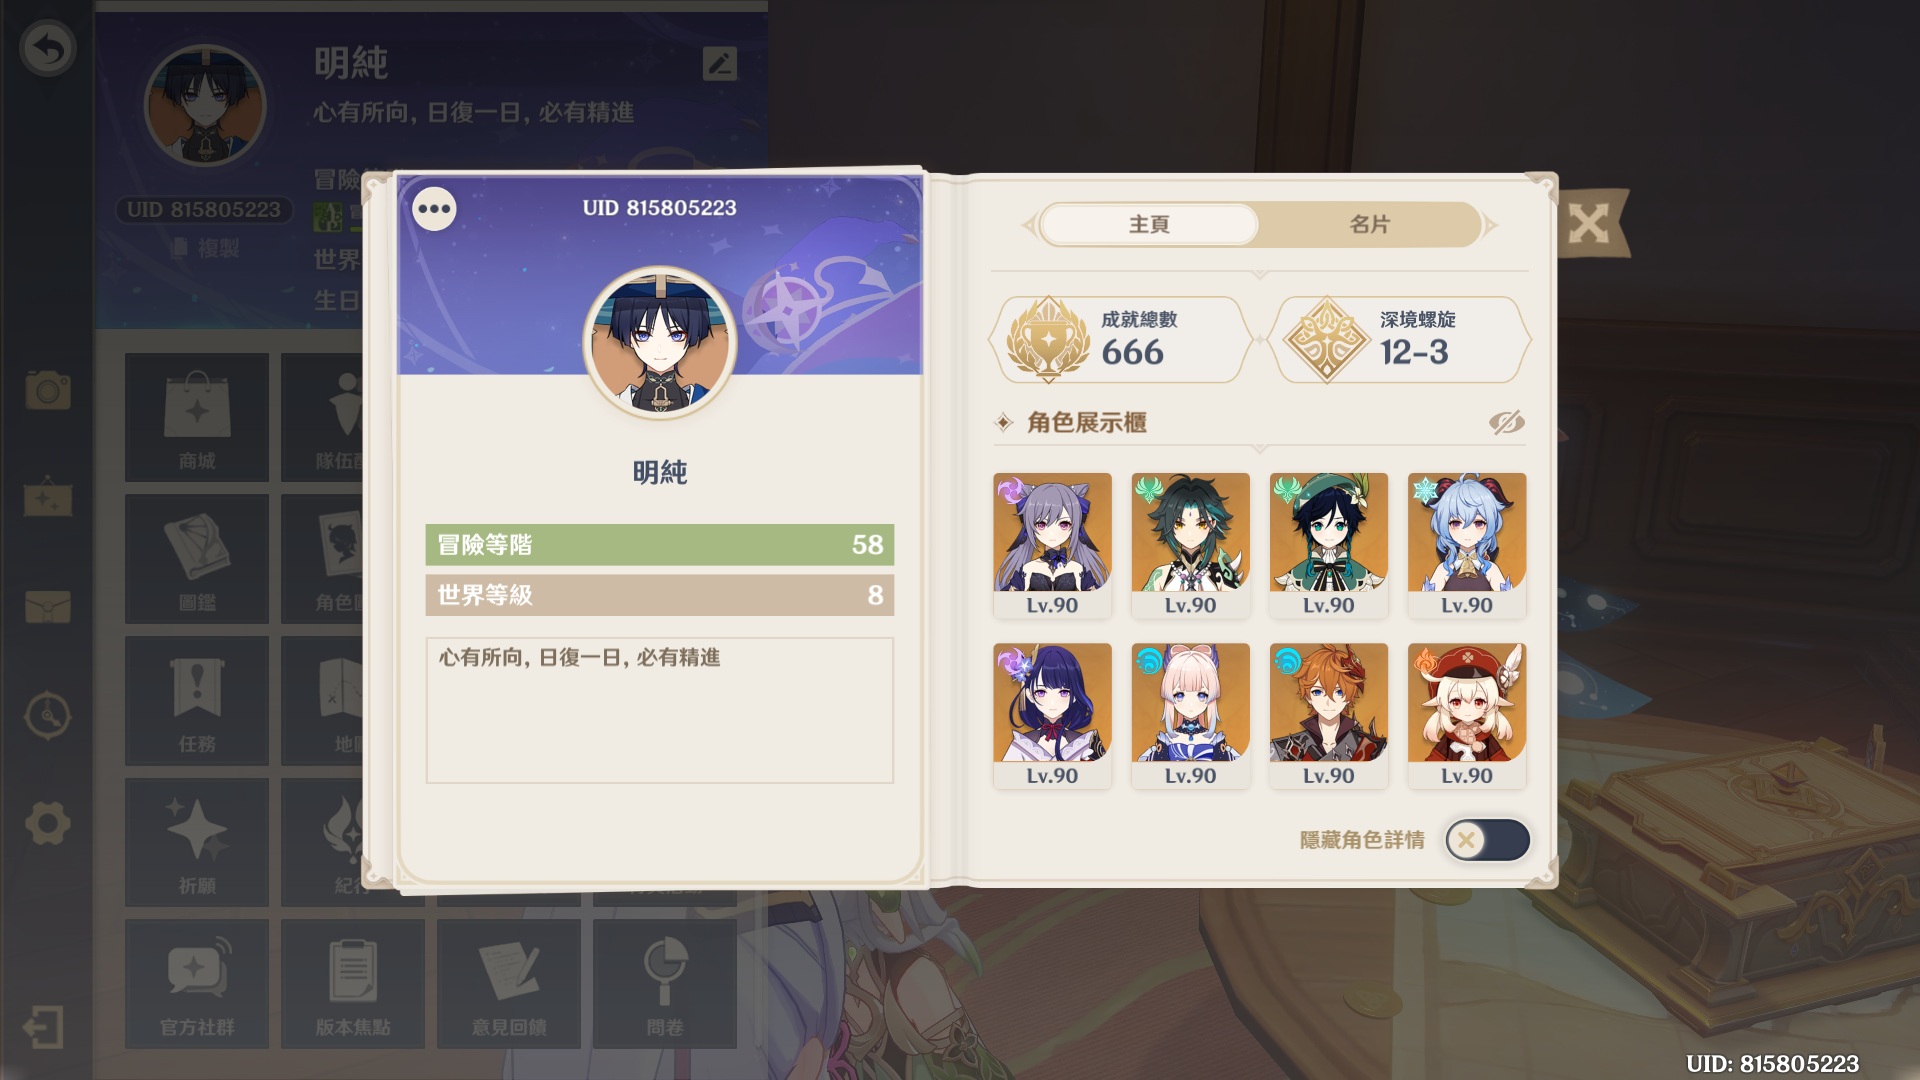 明純
心有所向, 日復一日, 必有精進
UID 815805223
複製
冒險
世界
生日
商城
隊伍
圖鑑
角色
任務
地圖
祈願
紀行
官方社群
版本焦點
意見回饋
問卷
UID 815805223
明純
冒險等階 58
世界等級 8
心有所向, 日復一日, 必有精進
主頁
名片
成就總數
666
深境螺旋
12-3
角色展示櫃
Lv.90
Lv.90
Lv.90
Lv.90
Lv.90
Lv.90
Lv.90
Lv.90
隱藏角色詳情
UID: 815805223